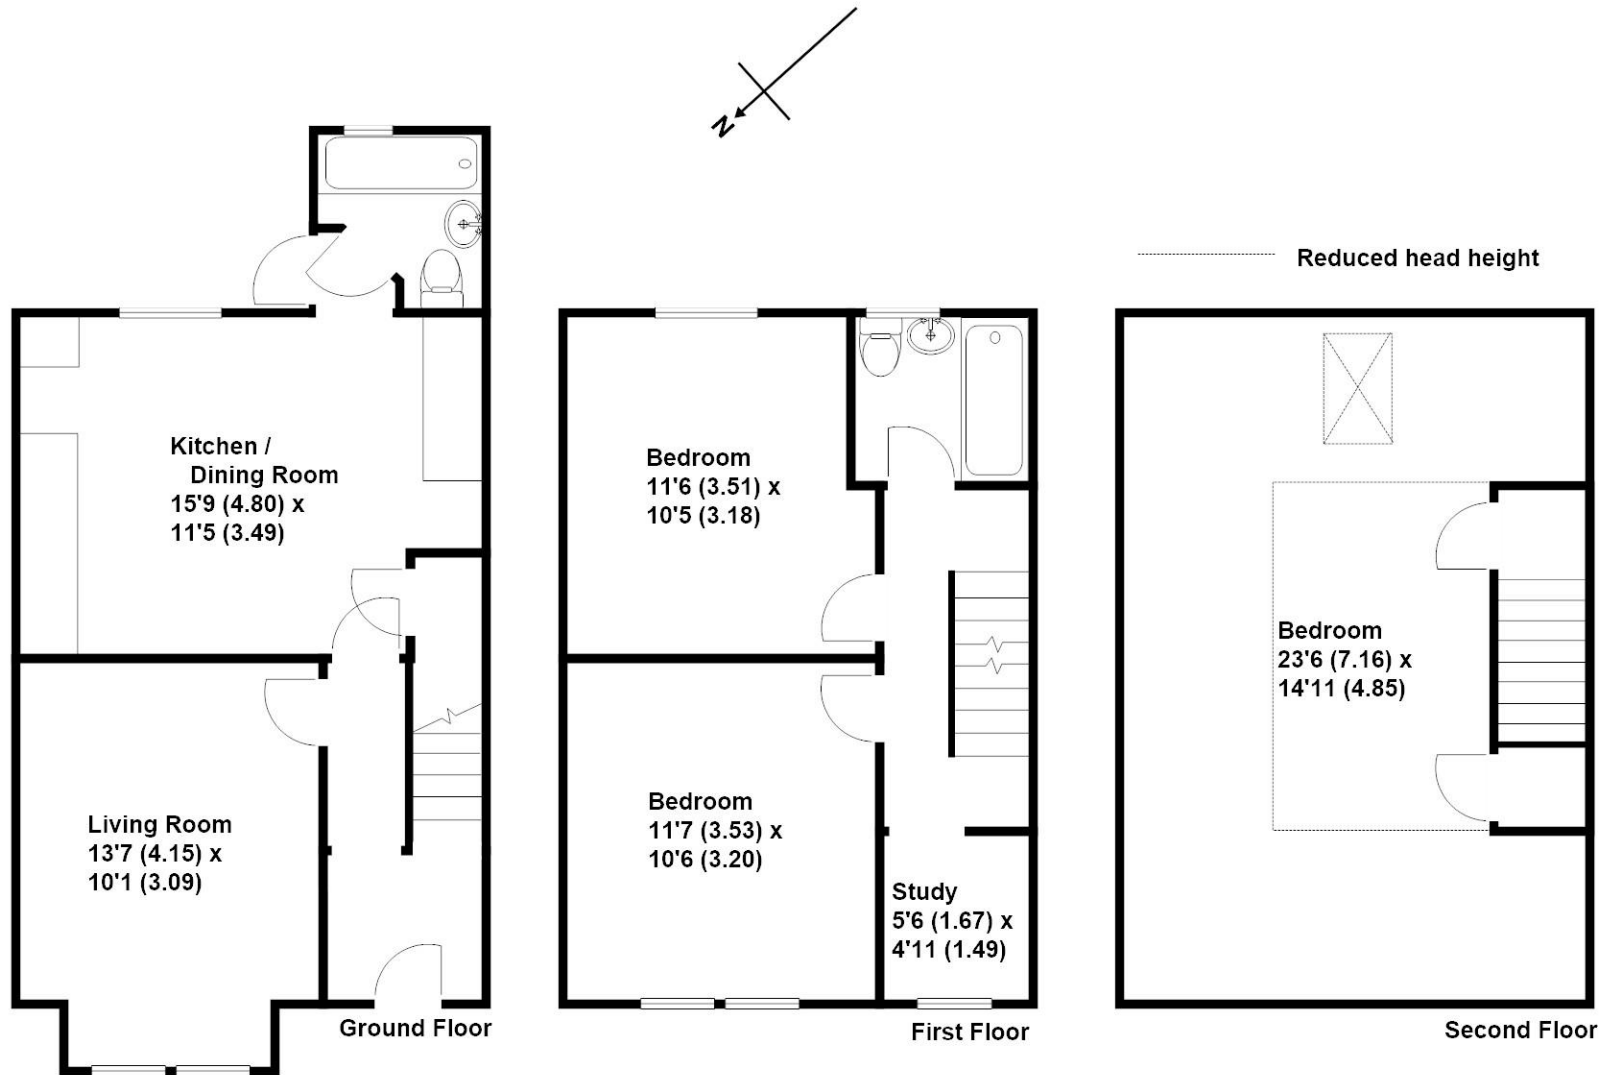 N
Reduced head height
Kitchen /
Dining Room
15'9 (4.80) x
11'5 (3.49)
Living Room
13'7 (4.15) x
10'1 (3.09)
Ground Floor
Bedroom
11'6 (3.51) x
10'5 (3.18)
Bedroom
11'7 (3.53) x
10'6 (3.20)
Study
5'6 (1.67) x
4'11 (1.49)
First Floor
Bedroom
23'6 (7.16) x
14'11 (4.85)
Second Floor